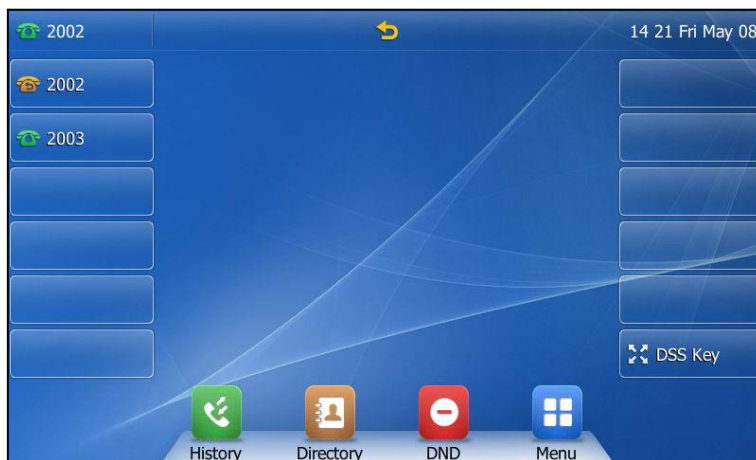 2002
14 21 Fri May 08
2002
2003
DSS Key
History
Directory
DND
Menu